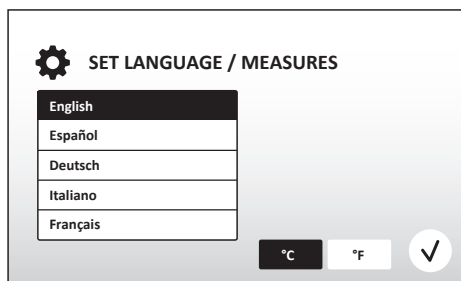 SET LANGUAGE / MEASURES
English
Español
Deutsch
Italiano
Français
°C
°F